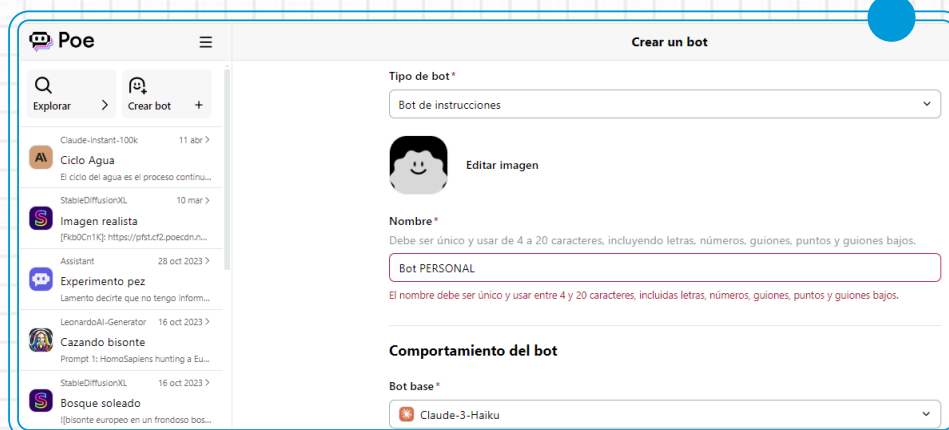 Poe
Crear un bot
Explorar
Crear bot +
Claude-instant-100k 11 abr
Ciclo Agua
El ciclo del agua es el proceso continu...
StableDiffusionXL 10 mar
Imagen realista
[Fkb0Cn1K]: https://pfst.cf2.poecdn.n...
Assistant 28 oct 2023
Experimento pez
Lamento decirte que no tengo inform...
LeonardoAI-Generator 16 oct 2023
Cazando bisonte
Prompt 1: HomoSapiens hunting a Eu...
StableDiffusionXL 16 oct 2023
Bosque soleado
I[bisonte europeo en un frondoso bos...
Tipo de bot*
Bot de instrucciones
Editar imagen
Nombre*
Debe ser único y usar de 4 a 20 caracteres, incluyendo letras, números, guiones, puntos y guiones bajos.
Bot PERSONAL
El nombre debe ser único y usar entre 4 y 20 caracteres, incluidas letras, números, guiones, puntos y guiones bajos.
Comportamiento del bot
Bot base*
Claude-3-Haiku